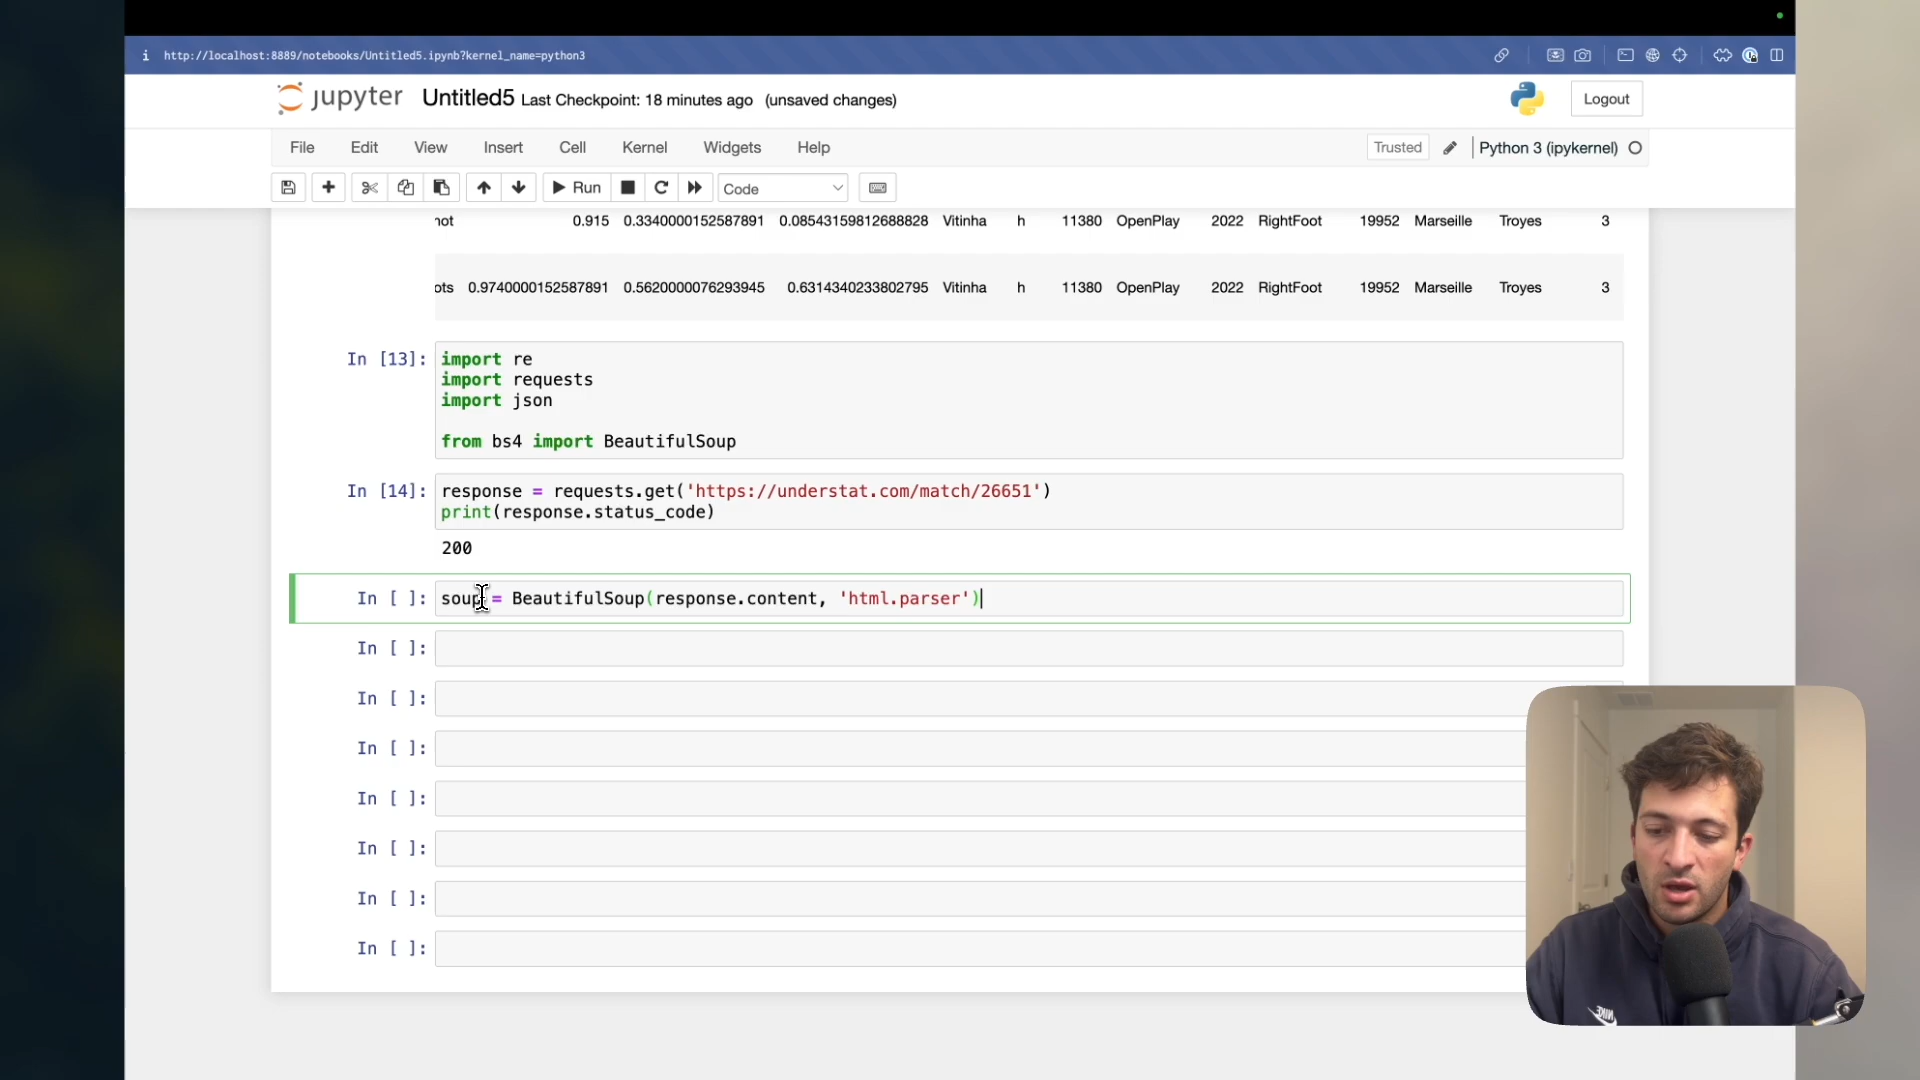 http://localhost:8889/notebooks/Untitled5.ipynb?kernel_name=python3
jupyter Untitled5 Last Checkpoint: 18 minutes ago (unsaved changes)
Logout
File Edit View Insert Cell Kernel Widgets Help
Trusted
Python 3 (ipykernel)
Run
Code
not 0.915 0.3340000152587891 0.08543159812688828 Vitinha h 11380 OpenPlay 2022 RightFoot 19952 Marseille Troyes 3
ots 0.9740000152587891 0.5620000076293945 0.6314340233802795 Vitinha h 11380 OpenPlay 2022 RightFoot 19952 Marseille Troyes 3
In [13]: import re
import requests
import json
from bs4 import BeautifulSoup
In [14]: response = requests.get('https://understat.com/match/26651')
print(response.status_code)
200
In [ ]: soup = BeautifulSoup(response.content, 'html.parser')
In [ ]:
In [ ]:
In [ ]:
In [ ]:
In [ ]:
In [ ]:
In [ ]:
NIKE